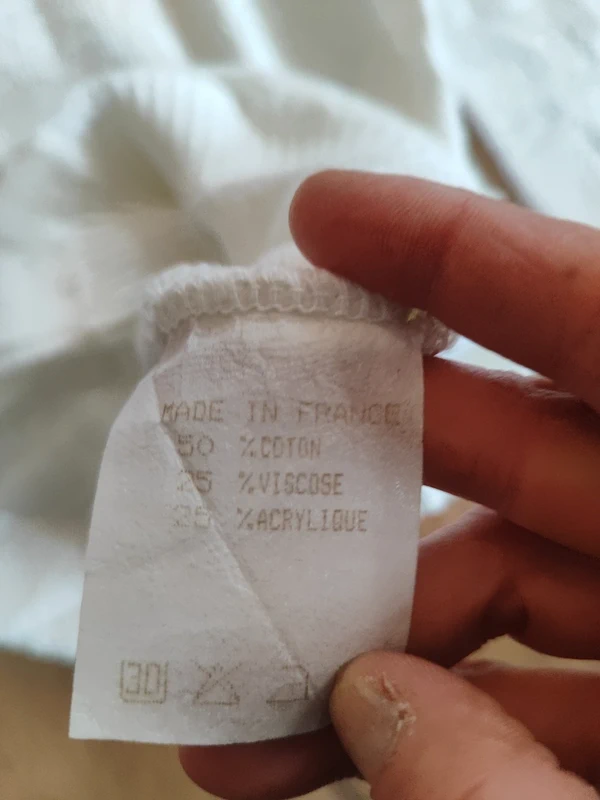 MADE IN FRANCE
50 %COTON
25 %VISCOSE
25 %ACRYLIQUE
30